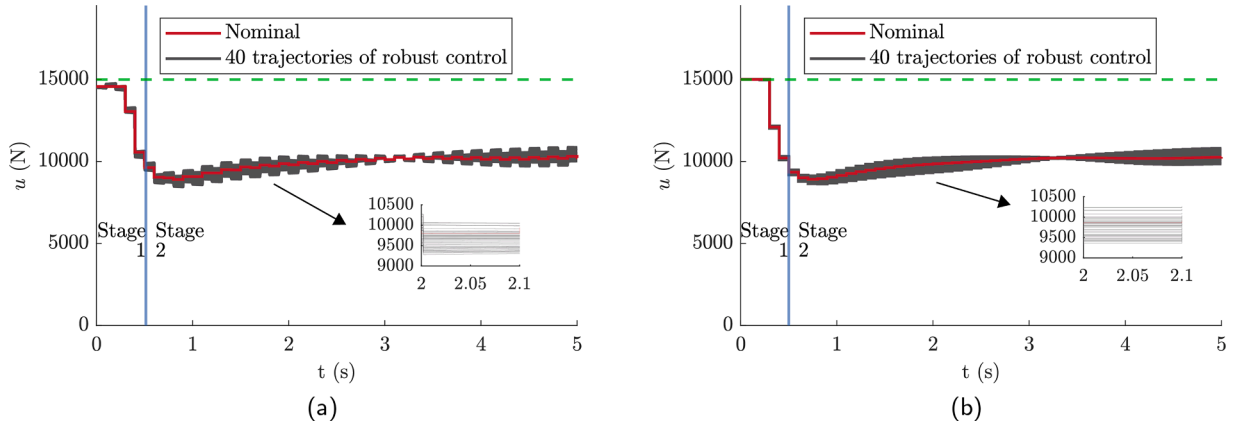 Nominal
40 trajectories of robust control
15000
10000
5000
0
u (N)
Stage 1
Stage 2
10500
10000
9500
9000
2 2.05 2.1
0 1 2 3 4 5
t (s)
(a)
Nominal
40 trajectories of robust control
15000
10000
5000
0
u (N)
Stage 1
Stage 2
10500
10000
9500
9000
2 2.05 2.1
0 1 2 3 4 5
t (s)
(b)